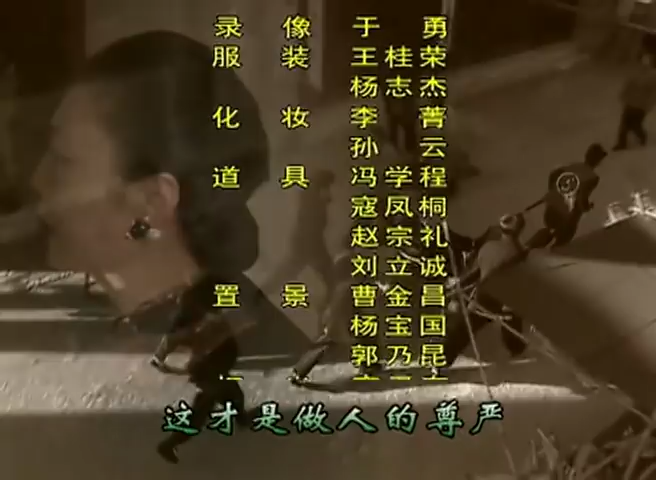 录像 于勇
服装 王桂荣
杨志杰
化妆 李菁
孙云
道具 冯学程
寇凤桐
赵宗礼
刘立诚
置景 曹金昌
杨宝国
郭乃昆
这才是做人的尊严